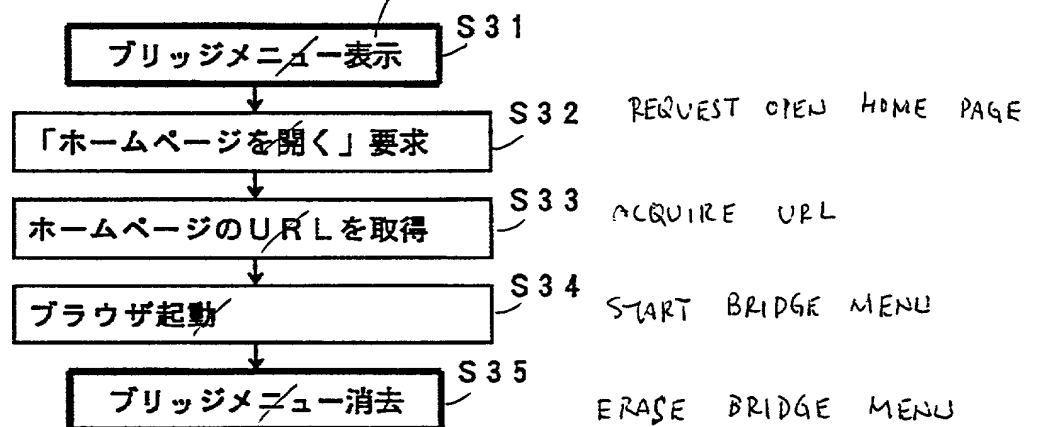 S31
ブリッジメニュー表示
S32
「ホームページを開く」要求
REQUEST OPEN HOME PAGE
S33
ホームページのURLを取得
ACQUIRE URL
S34
ブラウザ起動
START BRIDGE MENU
S35
ブリッジメニュー消去
ERASE BRIDGE MENU